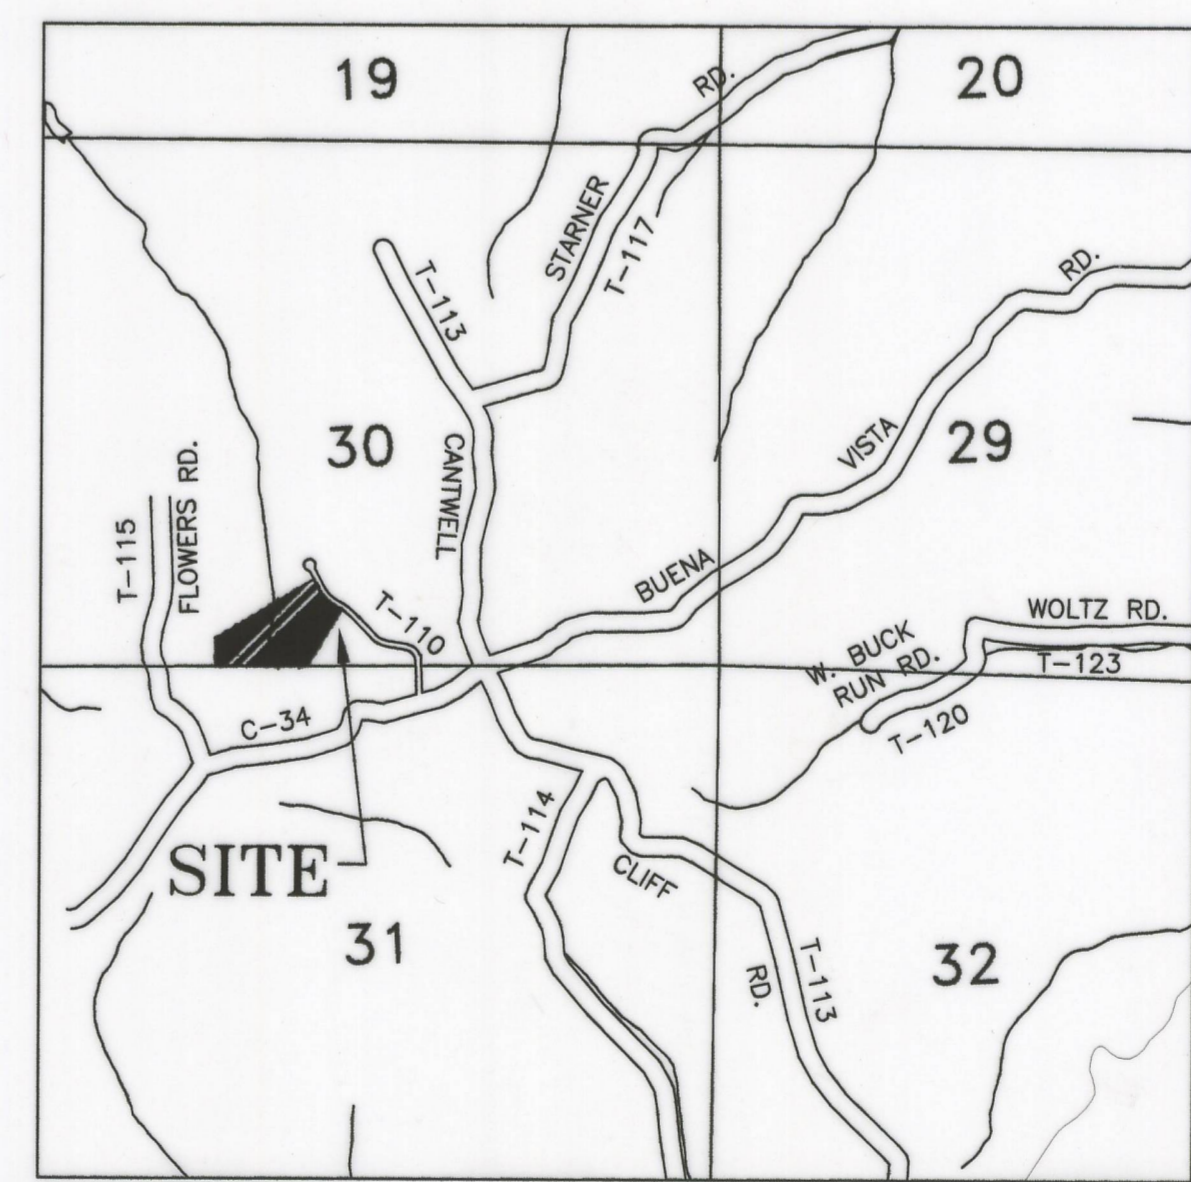 19
20
RD.
STARNER
T-117
T-113
RD.
30
CANTWELL
VISTA
29
T-115
FLOWERS RD.
BUENA
T-110
WOLTZ RD.
W. BUCK
RUN RD.
T-123
T-120
C-34
T-114
SITE
CLIFF
31
RD.
T-113
32